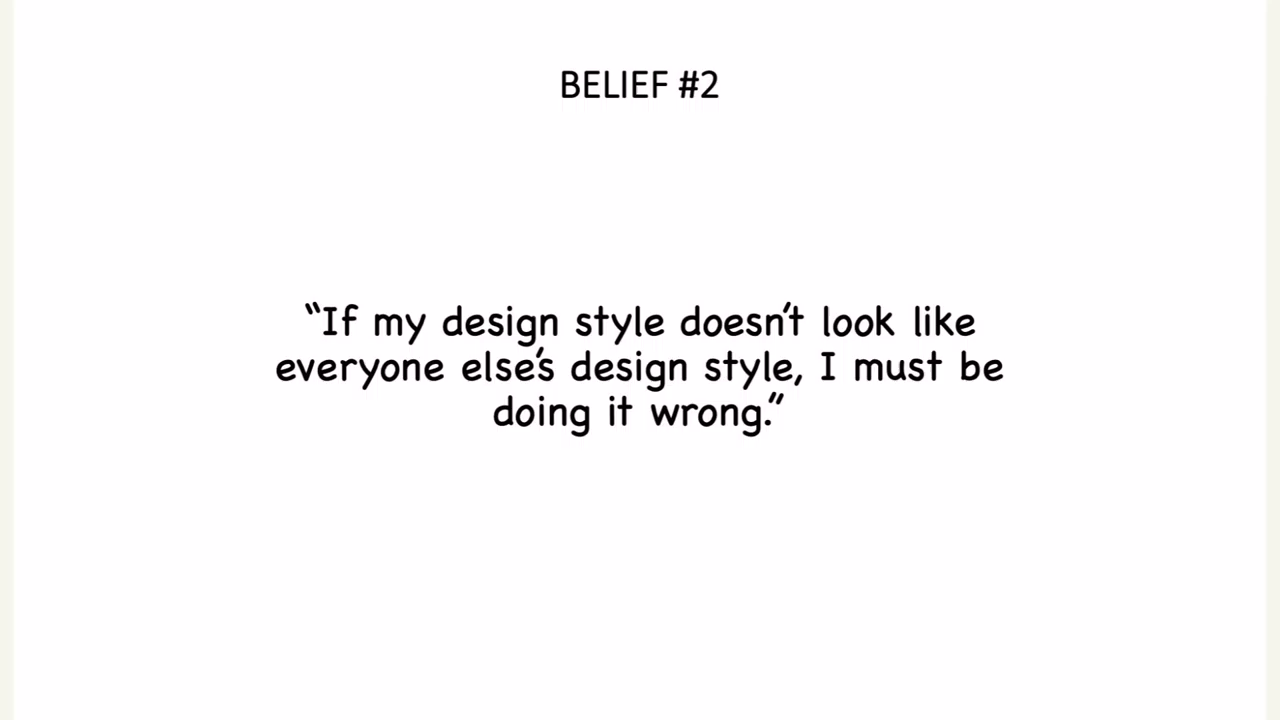 BELIEF #2
“If my design style doesn’t look like
everyone else’s design style, I must be
doing it wrong.”